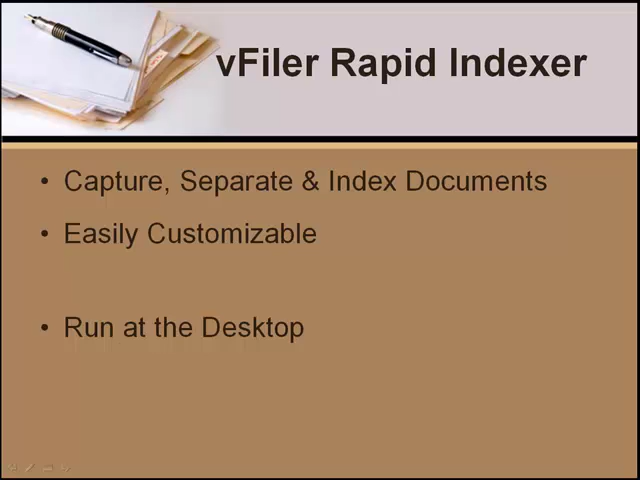 vFiler Rapid Indexer
• Capture, Separate & Index Documents
• Easily Customizable
• Run at the Desktop